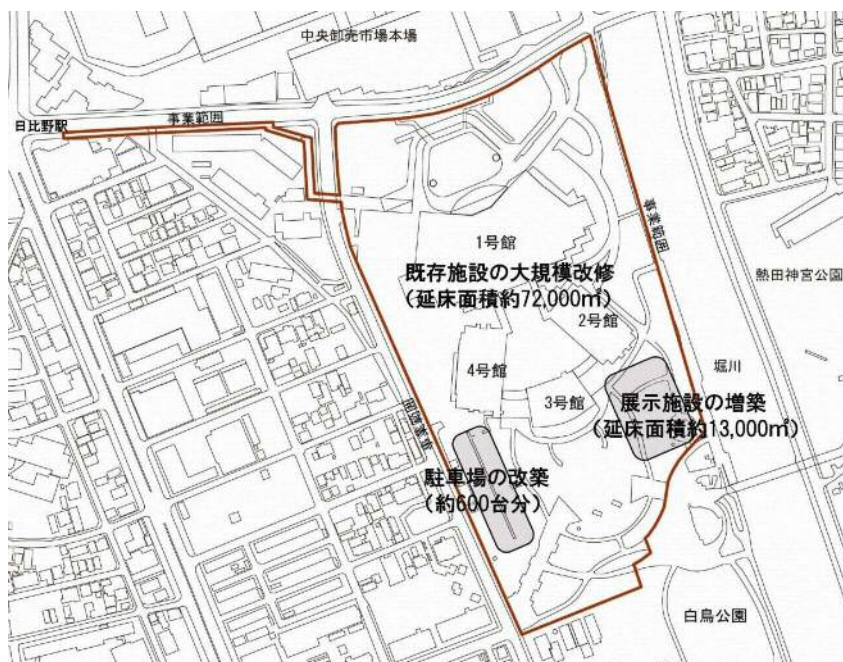 中央卸売市場本場
日比野駅
事業範囲
事業範囲
1号館
既存施設の大規模改修
（延床面積約72,000㎡）
熱田神宮公園
2号館
堀川
4号館
3号館
展示施設の増築
（延床面積約13,000㎡）
事業範囲
駐車場の改築
（約600台分）
白鳥公園